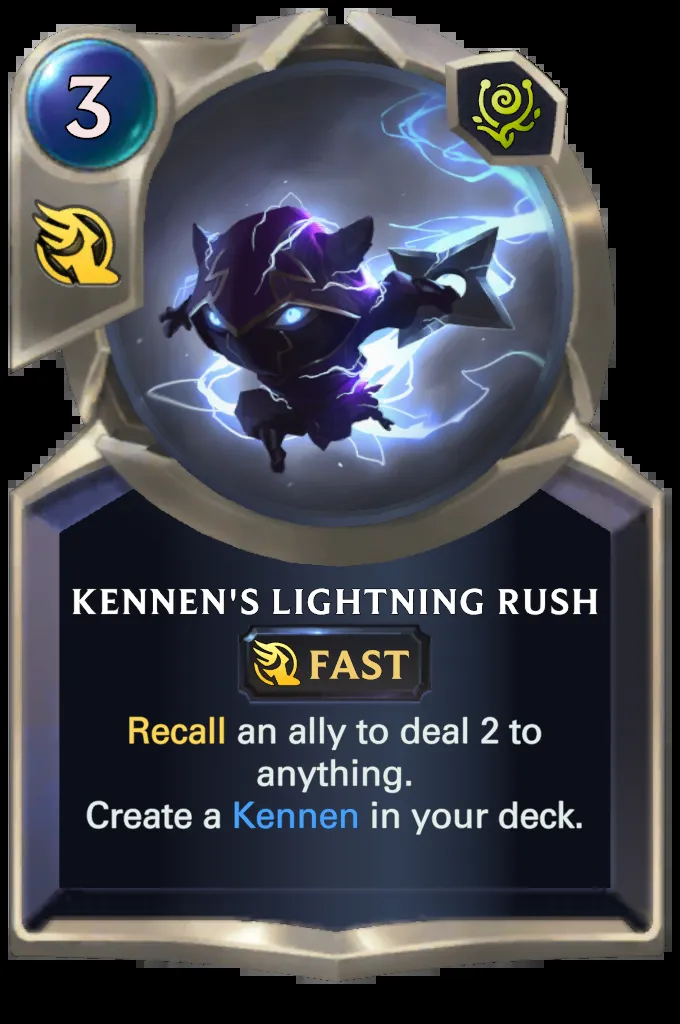 3
KENNEN'S LIGHTNING RUSH
FAST
Recall an ally to deal 2 to
anything.
Create a Kennen in your deck.